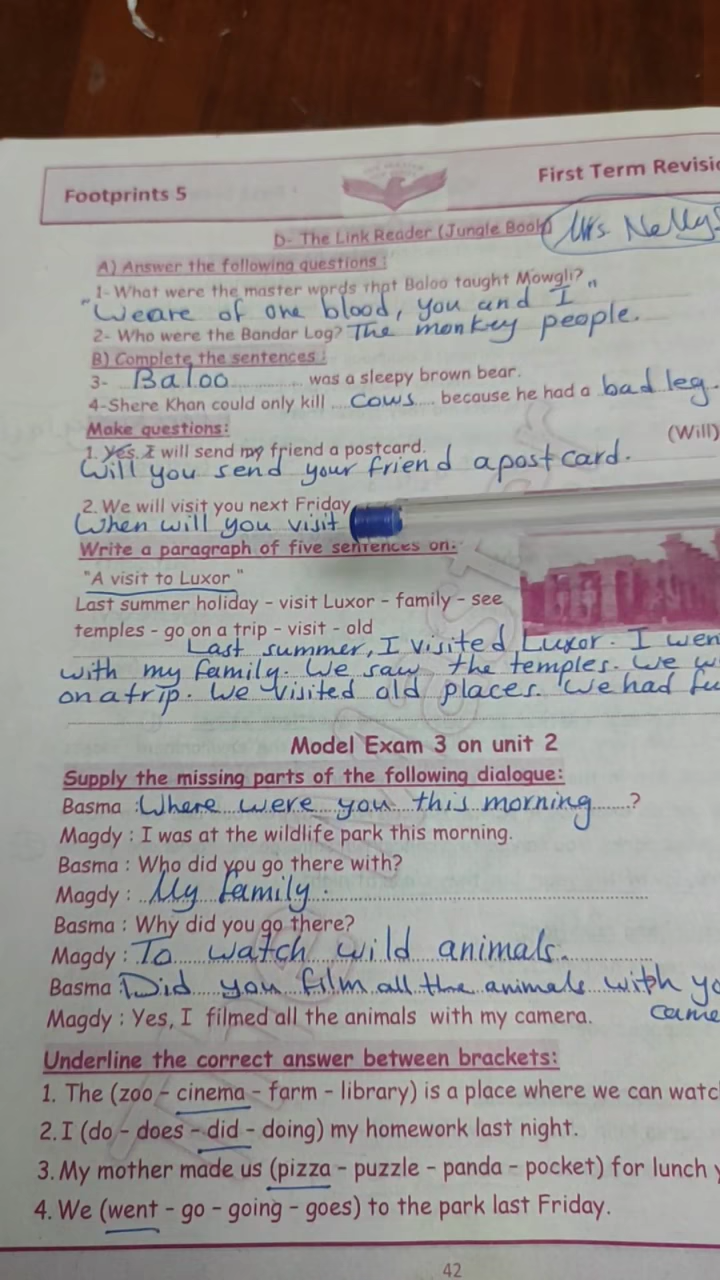 Footprints 5
First Term Revisio
D- The Link Reader (Jungle Book)
Mrs. Nelly
A) Answer the following questions :
1- What were the master words that Baloo taught Mowgli?
"We are of one blood, you and I"
2- Who were the Bandar Log? The monkey people.
B) Complete the sentences :
3- Baloo was a sleepy brown bear.
4-Shere Khan could only kill cows because he had a bad leg.
Make questions:
1. Yes, I will send my friend a postcard. (Will)
Will you send your friend a postcard.
2. We will visit you next Friday
When will you visit
Write a paragraph of five sentences on:
"A visit to Luxor "
Last summer holiday - visit Luxor - family - see
temples - go on a trip - visit - old
Last summer, I visited Luxor. I wen
with my family. We saw the temples. We w
on a trip. We visited old places. We had fu
Model Exam 3 on unit 2
Supply the missing parts of the following dialogue:
Basma : Where were you this morning ?
Magdy : I was at the wildlife park this morning.
Basma : Who did you go there with?
Magdy : My family.
Basma : Why did you go there?
Magdy : To watch wild animals.
Basma : Did you film all the animals with yo
came
Magdy : Yes, I filmed all the animals with my camera.
Underline the correct answer between brackets:
1. The (zoo - cinema - farm - library) is a place where we can watc
2. I (do - does - did - doing) my homework last night.
3. My mother made us (pizza - puzzle - panda - pocket) for lunch y
4. We (went - go - going - goes) to the park last Friday.
42